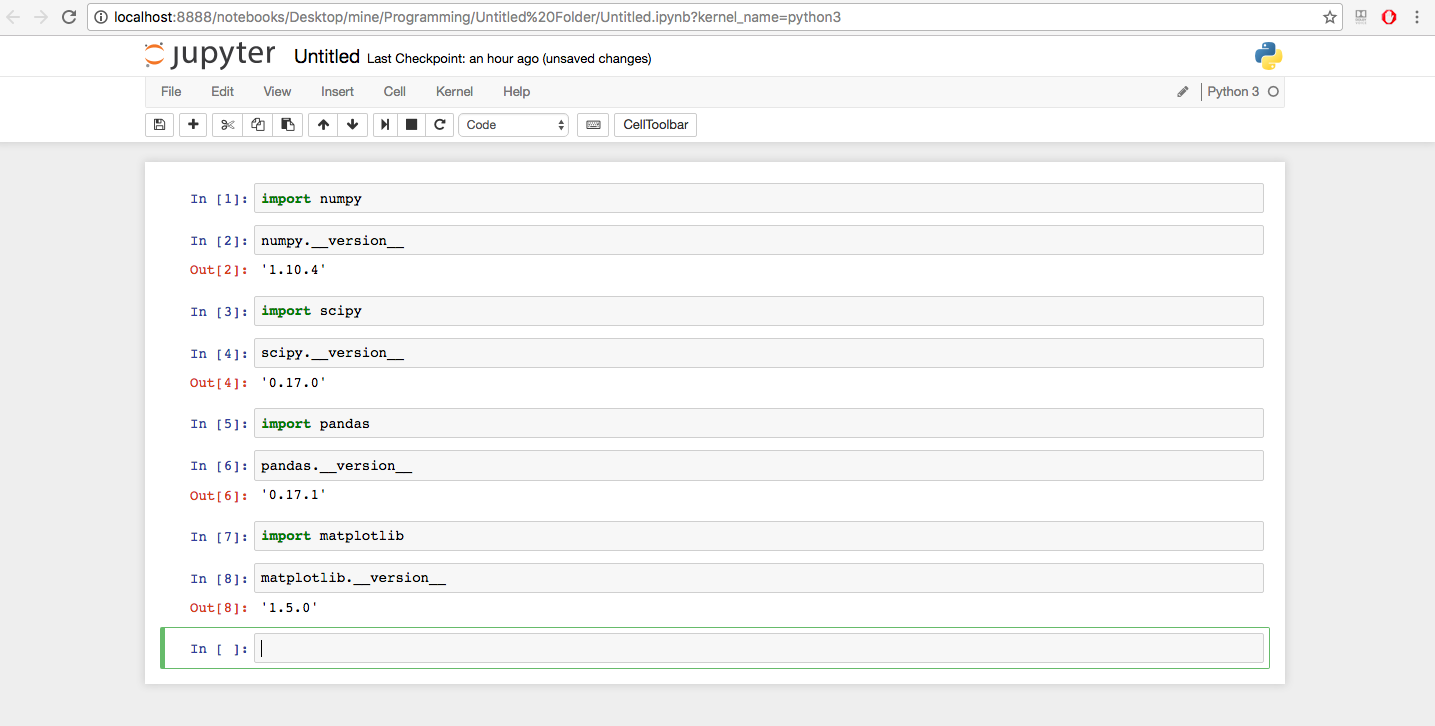 localhost:8888/notebooks/Desktop/mine/Programming/Untitled%20Folder/Untitled.ipynb?kernel_name=python3
jupyter Untitled Last Checkpoint: an hour ago (unsaved changes)
File Edit View Insert Cell Kernel Help Python 3
Code CellToolbar
In [1]: import numpy
In [2]: numpy.__version__
Out[2]: '1.10.4'
In [3]: import scipy
In [4]: scipy.__version__
Out[4]: '0.17.0'
In [5]: import pandas
In [6]: pandas.__version__
Out[6]: '0.17.1'
In [7]: import matplotlib
In [8]: matplotlib.__version__
Out[8]: '1.5.0'
In [ ]: